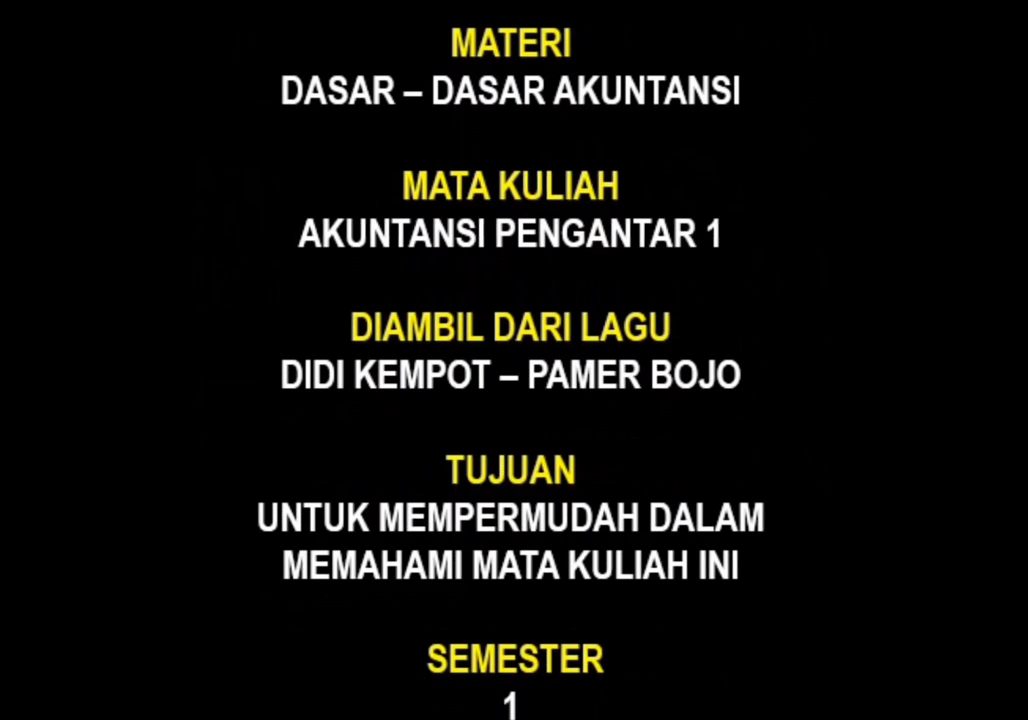 MATERI
DASAR – DASAR AKUNTANSI
MATA KULIAH
AKUNTANSI PENGANTAR 1
DIAMBIL DARI LAGU
DIDI KEMPOT – PAMER BOJO
TUJUAN
UNTUK MEMPERMUDAH DALAM
MEMAHAMI MATA KULIAH INI
SEMESTER
1